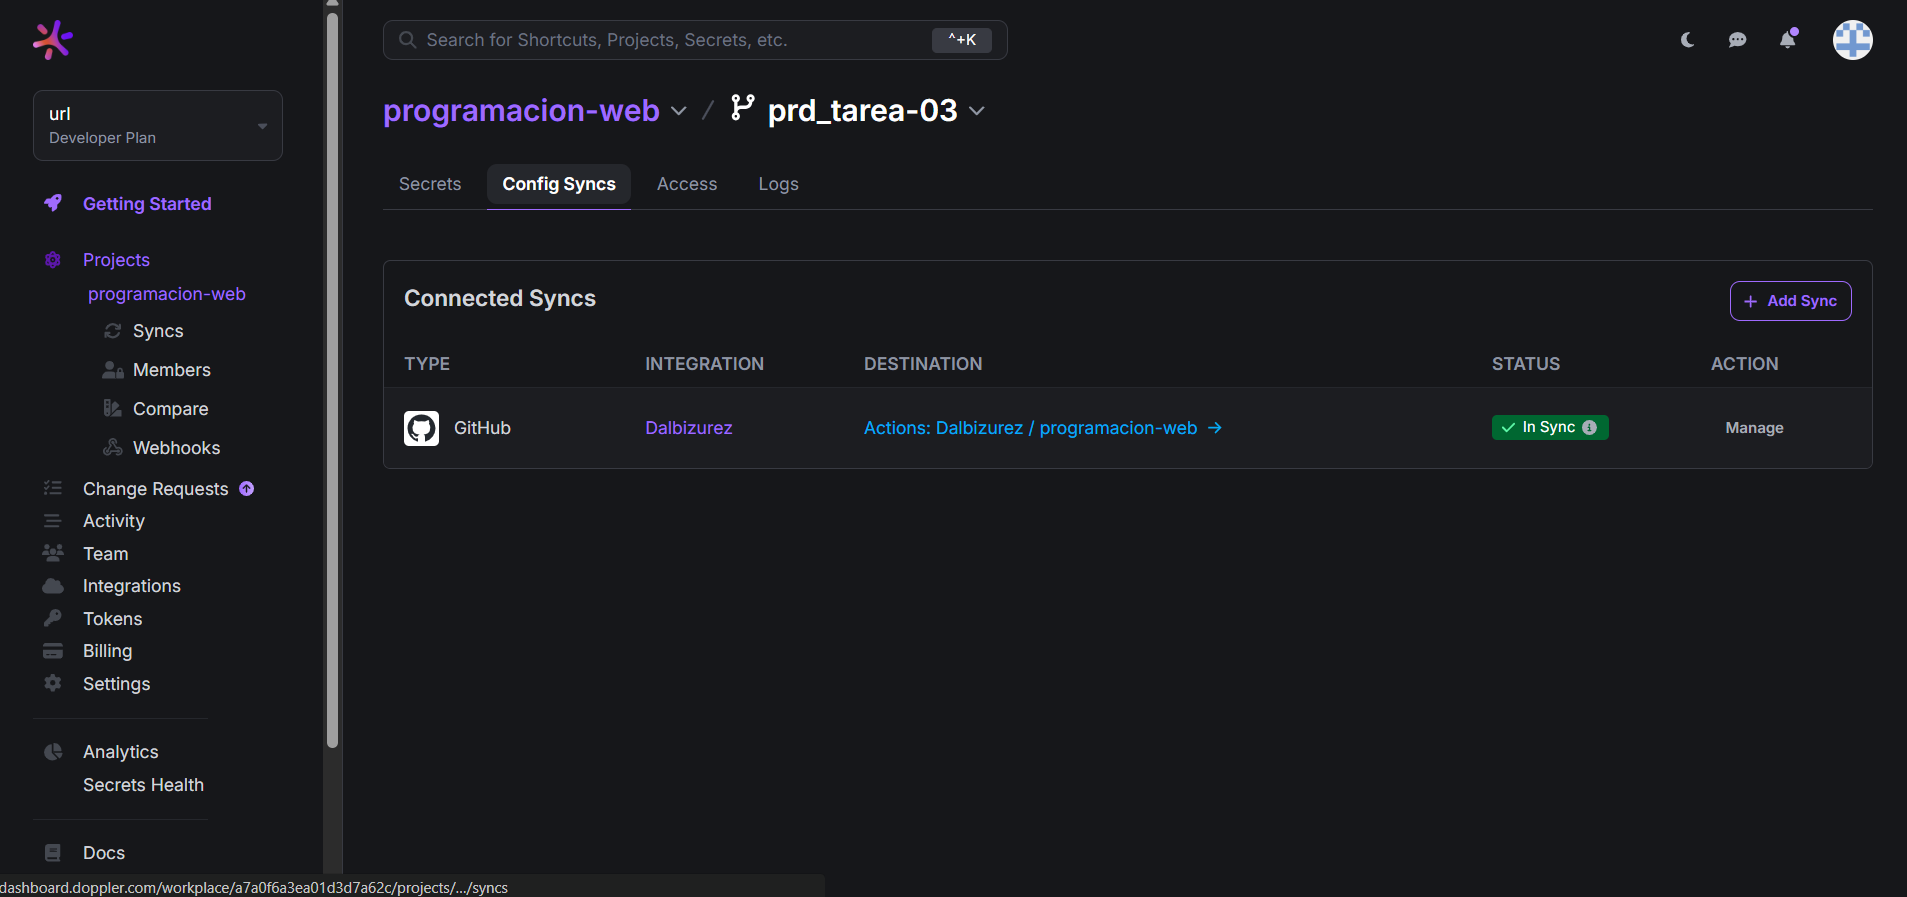 Search for Shortcuts, Projects, Secrets, etc.
^+K
url
Developer Plan
Getting Started
Projects
programacion-web
Syncs
Members
Compare
Webhooks
Change Requests
Activity
Team
Integrations
Tokens
Billing
Settings
Analytics
Secrets Health
Docs
programacion-web / prd_tarea-03
Secrets Config Syncs Access Logs
Connected Syncs
+ Add Sync
TYPE INTEGRATION DESTINATION STATUS ACTION
GitHub Dalbizurez Actions: Dalbizurez / programacion-web → In Sync Manage
dashboard.doppler.com/workplace/a7a0f6a3ea01d3d7a62c/projects/.../syncs